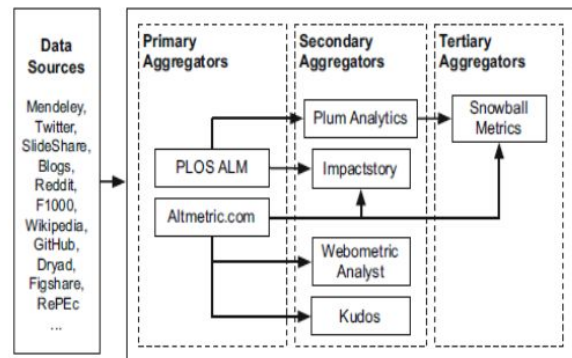 Data
Sources
Mendeley,
Twitter,
SlideShare,
Blogs,
Reddit,
F1000,
Wikipedia,
GitHub,
Dryad,
Figshare,
RePEc
...
Primary
Aggregators
PLOS ALM
Altmetric.com
Secondary
Aggregators
Plum Analytics
Impactstory
Webometric
Analyst
Kudos
Tertiary
Aggregators
Snowball
Metrics